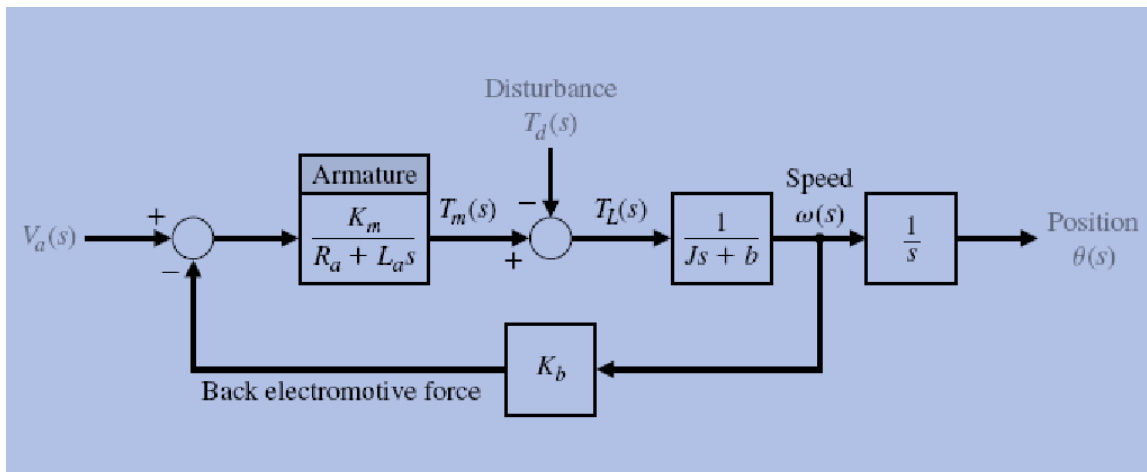 Disturbance
T_d(s)
Armature
Speed
V_a(s)
+
−
K_m
R_a + L_a s
T_m(s)
−
+
T_L(s)
1
Js + b
ω(s)
1
s
Position
θ(s)
K_b
Back electromotive force